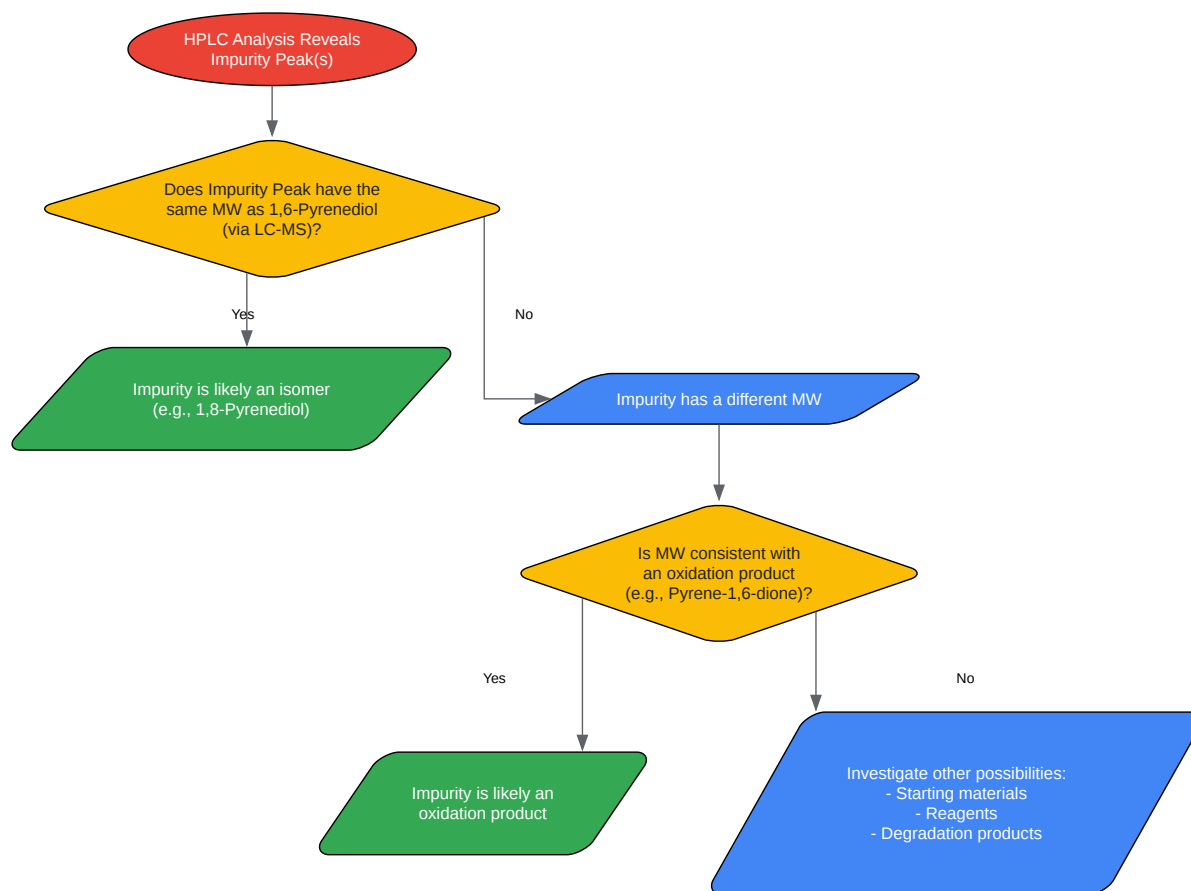 HPLC Analysis Reveals
Impurity Peak(s)
Does Impurity Peak have the
same MW as 1,6-Pyrenediol
(via LC-MS)?
Yes
No
Impurity is likely an isomer
(e.g., 1,8-Pyrenediol)
Impurity has a different MW
Is MW consistent with
an oxidation product
(e.g., Pyrene-1,6-dione)?
Yes
No
Impurity is likely an
oxidation product
Investigate other possibilities:
- Starting materials
- Reagents
- Degradation products